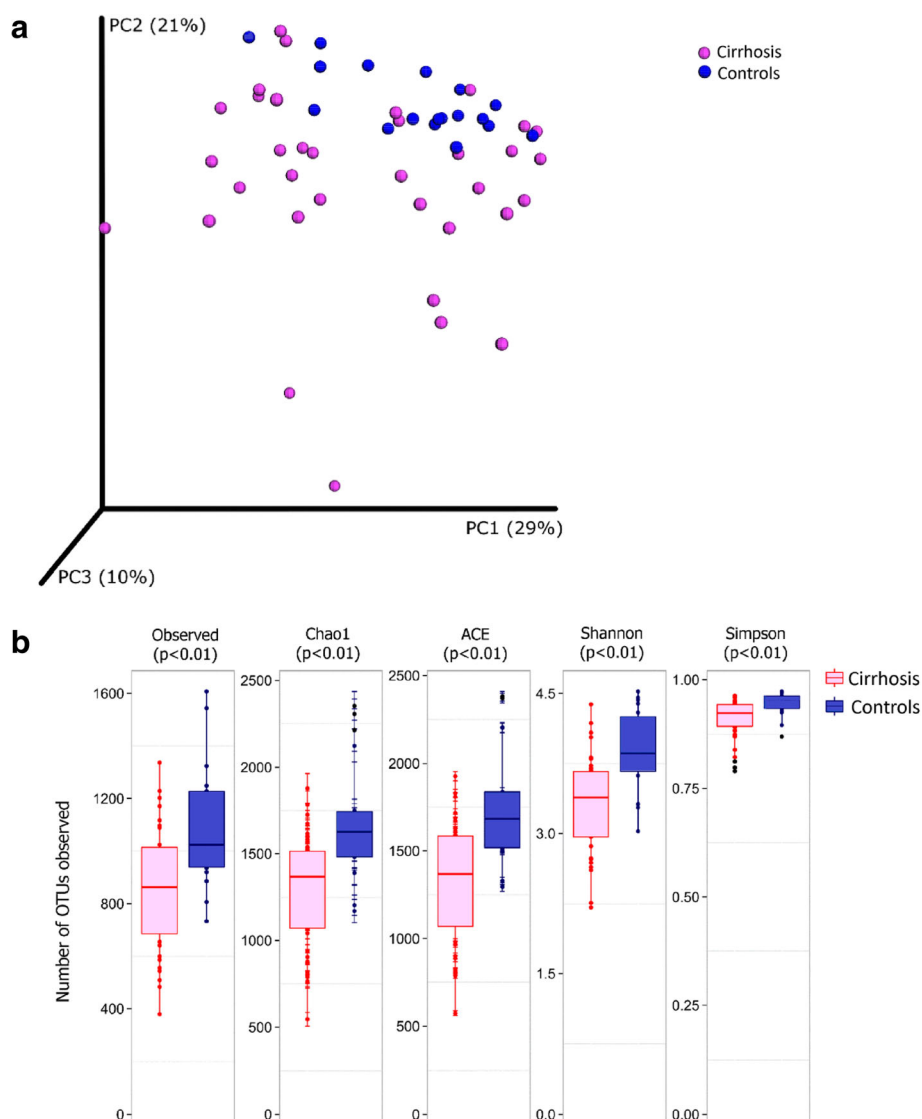 a
PC2 (21%)
Cirrhosis
Controls
PC1 (29%)
PC3 (10%)
b
Observed
(p<0.01)
Chao1
(p<0.01)
ACE
(p<0.01)
Shannon
(p<0.01)
Simpson
(p<0.01)
Cirrhosis
Controls
Number of OTUs observed
1600
1200
800
400
0
2500
2000
1500
1000
500
0
2500
2000
1500
1000
500
0
4.5
3.0
1.5
0.0
1.00
0.75
0.50
0.25
0.00